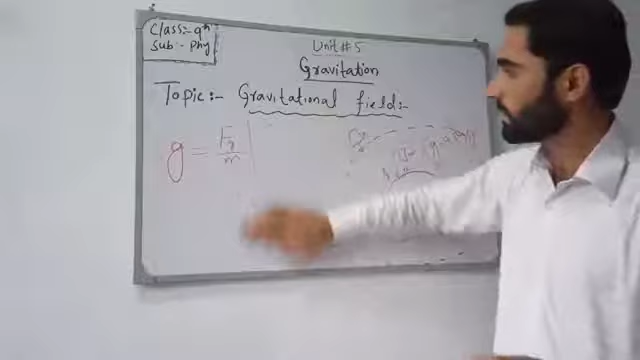 Class:- 9th
Sub:- Phy
Unit # 5
Gravitation
Topic:- Gravitational field:-
g = Fg/m